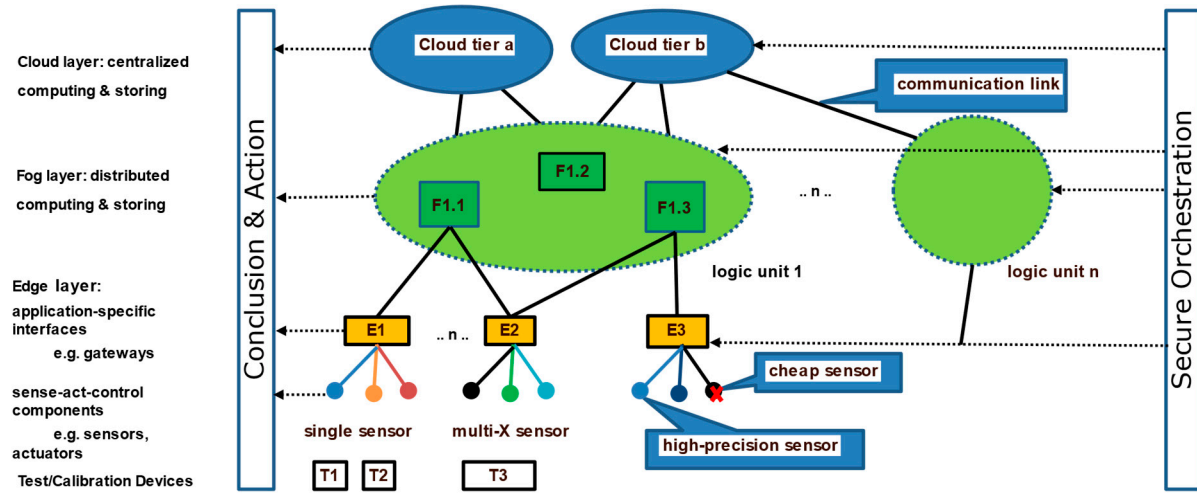 Cloud tier a
Cloud tier b
Cloud layer: centralized
computing & storing
communication link
Conclusion & Action
Secure Orchestration
F1.2
Fog layer: distributed
computing & storing
F1.1
F1.3
.. n ..
logic unit 1
logic unit n
Edge layer:
application-specific
interfaces
e.g. gateways
E1
.. n ..
E2
E3
cheap sensor
sense-act-control
components
e.g. sensors,
actuators
single sensor
multi-X sensor
high-precision sensor
Test/Calibration Devices
T1
T2
T3